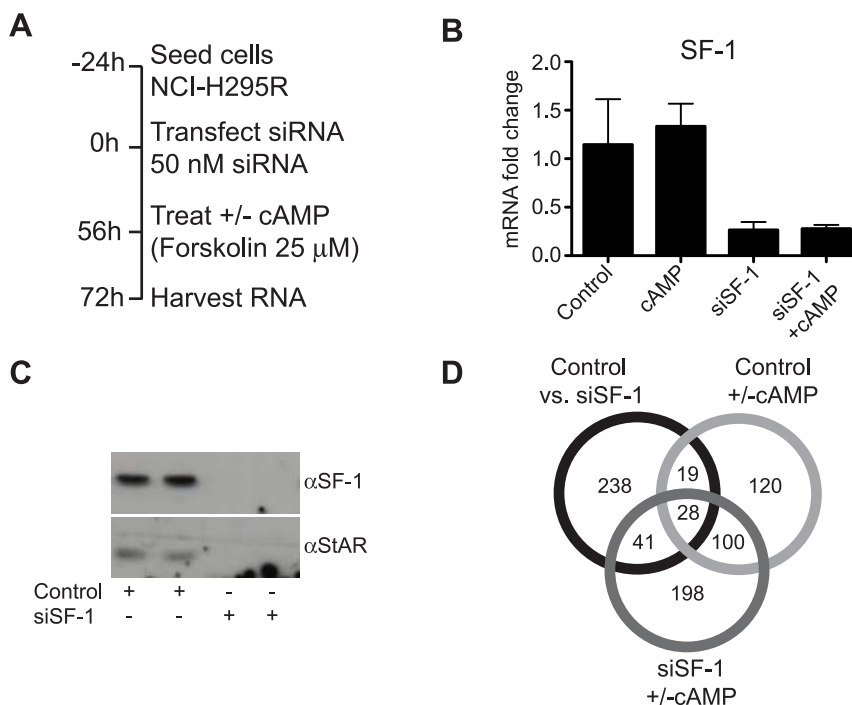 A
-24h
Seed cells
NCI-H295R
0h
Transfect siRNA
50 nM siRNA
56h
Treat +/- cAMP
(Forskolin 25 μM)
72h
Harvest RNA
B
SF-1
mRNA fold change
2.0
1.5
1.0
0.5
0.0
Control
cAMP
siSF-1
siSF-1
+cAMP
C
αSF-1
αStAR
Control + + - -
siSF-1 - - + +
D
Control
vs. siSF-1
Control
+/-cAMP
238
19
120
28
41
100
198
siSF-1
+/-cAMP